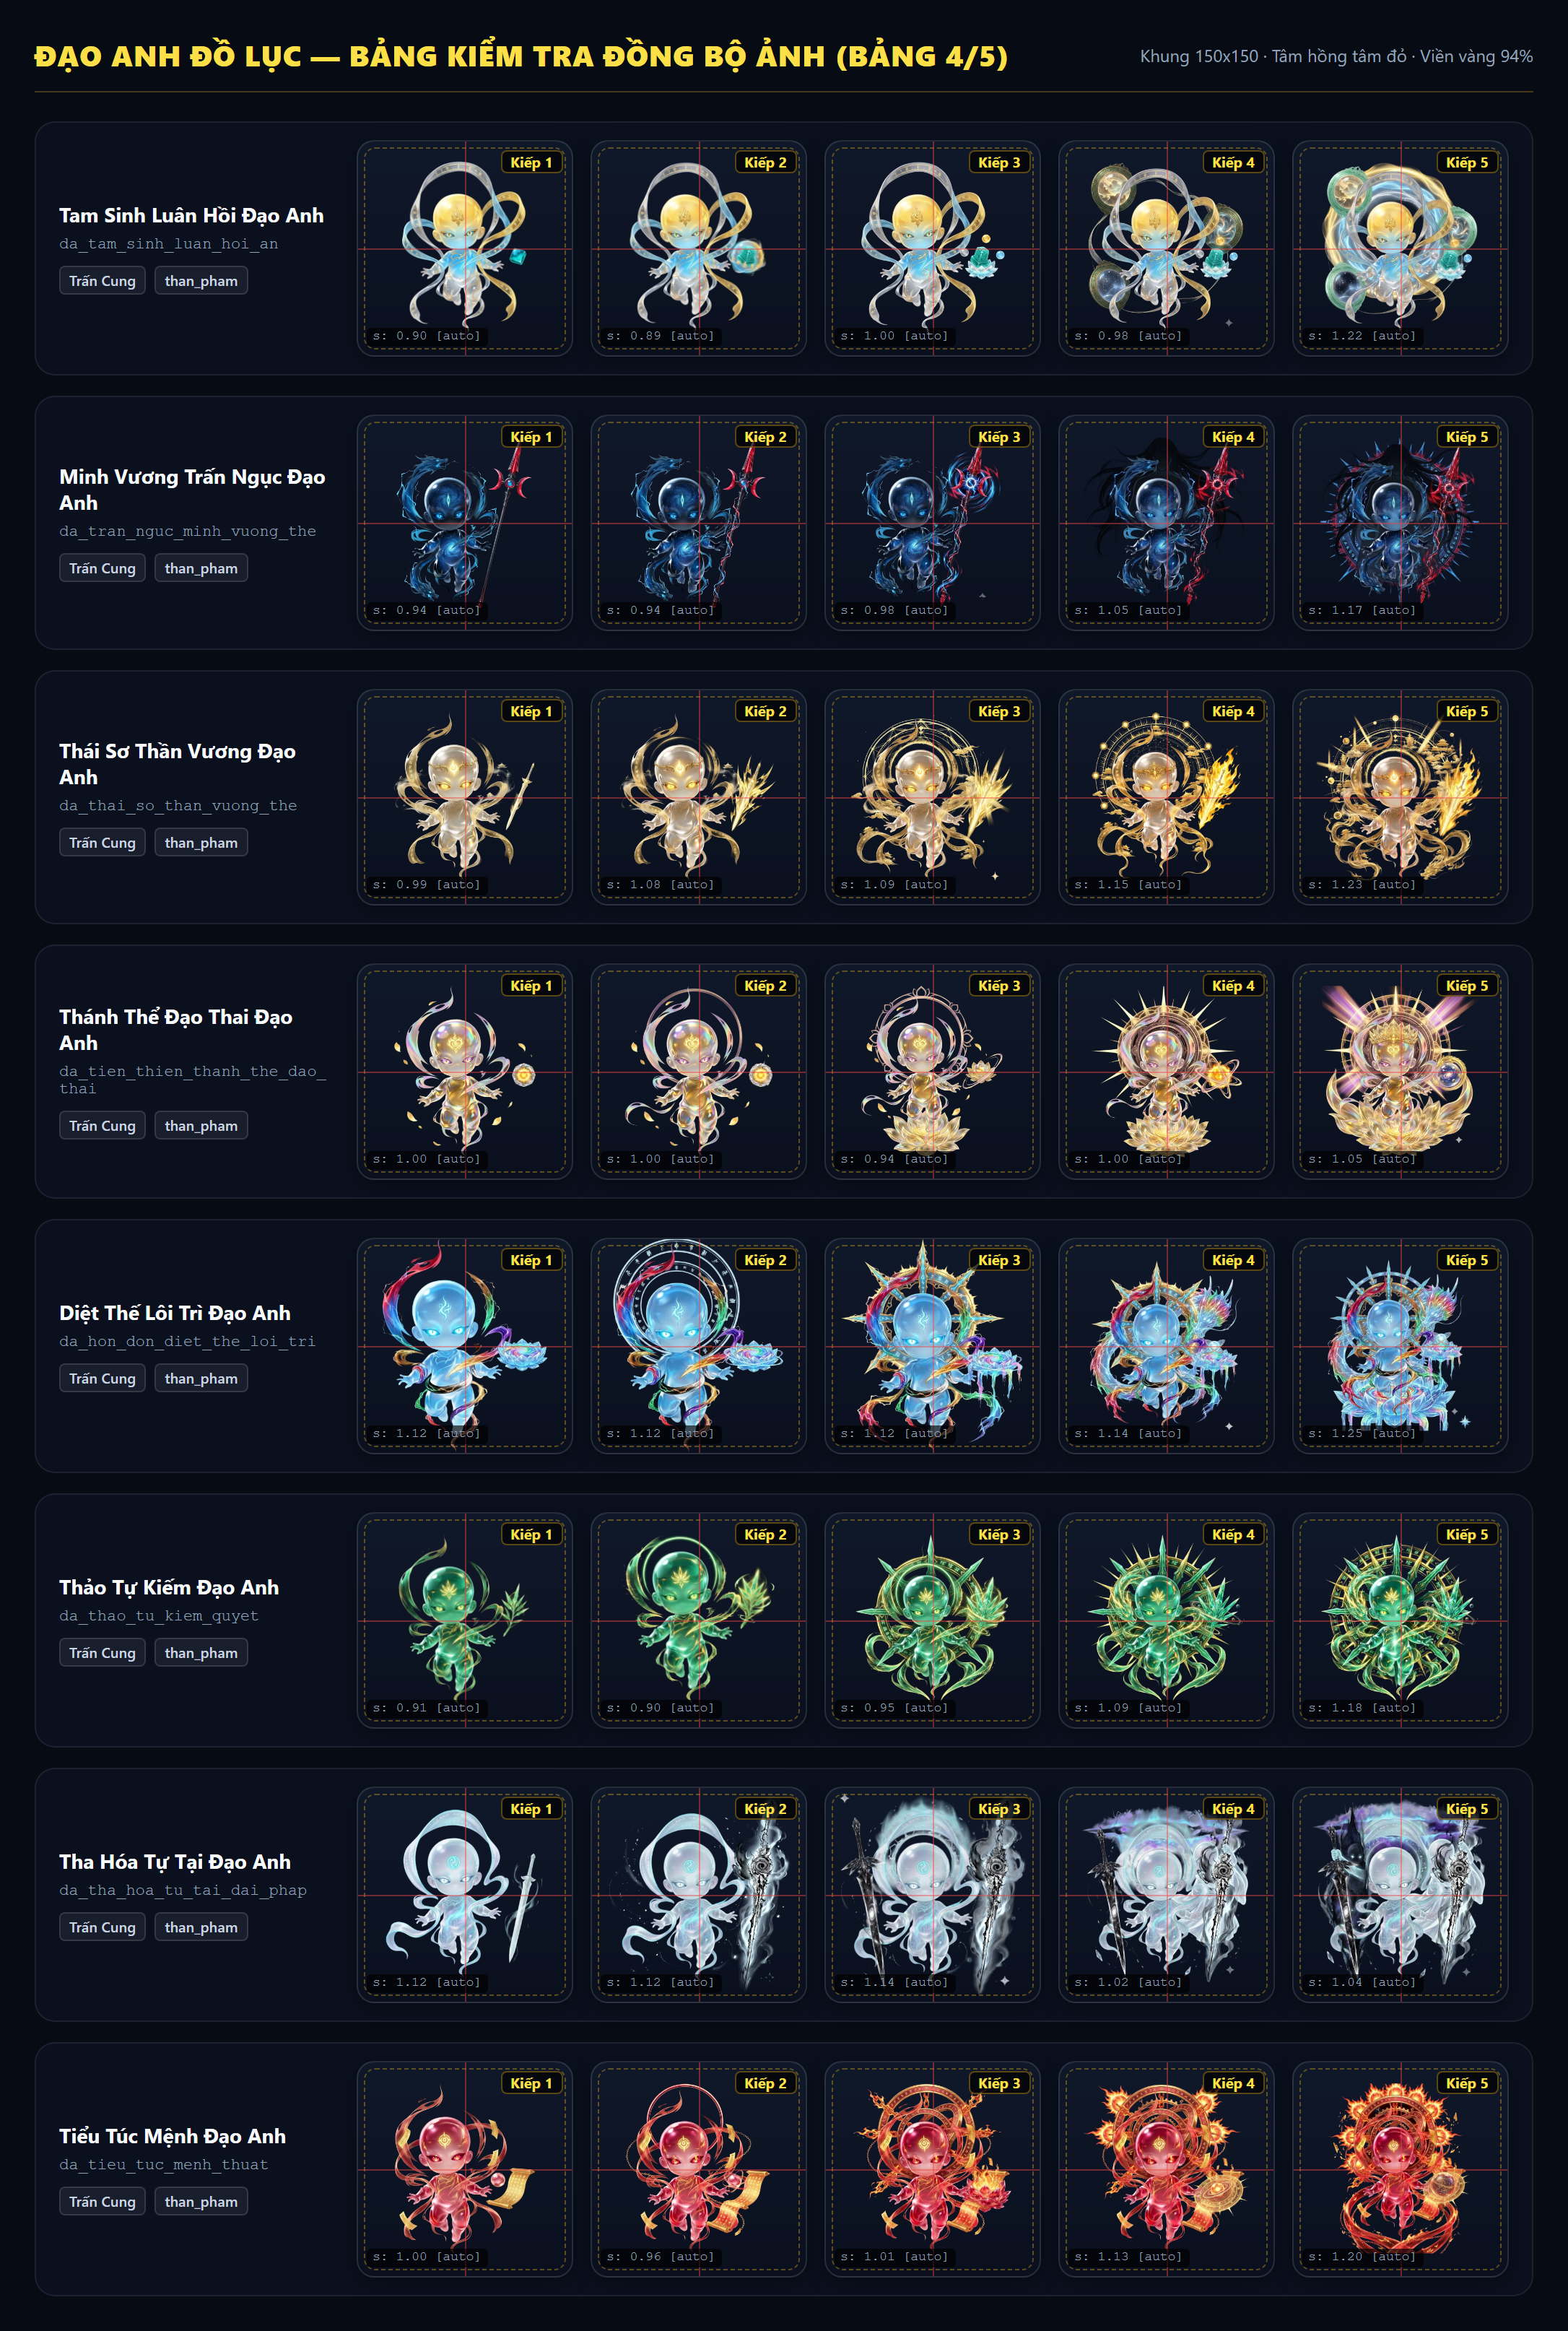 ĐẠO ANH ĐỒ LỤC — BẢNG KIỂM TRA ĐỒNG BỘ ẢNH (BẢNG 4/5)
Khung 150x150 · Tâm hồng tâm đỏ · Viền vàng 94%
Tam Sinh Luân Hồi Đạo Anh
da_tam_sinh_luan_hoi_an
Trấn Cung than_pham
Kiếp 1 Kiếp 2 Kiếp 3 Kiếp 4 Kiếp 5
s: 0.90 [auto] s: 0.89 [auto] s: 1.00 [auto] s: 0.98 [auto] s: 1.22 [auto]
Minh Vương Trấn Ngục Đạo
Anh
da_tran_nguc_minh_vuong_the
Trấn Cung than_pham
Kiếp 1 Kiếp 2 Kiếp 3 Kiếp 4 Kiếp 5
s: 0.94 [auto] s: 0.94 [auto] s: 0.98 [auto] s: 1.05 [auto] s: 1.17 [auto]
Thái Sơ Thần Vương Đạo
Anh
da_thai_so_than_vuong_the
Trấn Cung than_pham
Kiếp 1 Kiếp 2 Kiếp 3 Kiếp 4 Kiếp 5
s: 0.99 [auto] s: 1.08 [auto] s: 1.09 [auto] s: 1.15 [auto] s: 1.23 [auto]
Thánh Thể Đạo Thai Đạo
Anh
da_tien_thien_thanh_the_dao_
thai
Trấn Cung than_pham
Kiếp 1 Kiếp 2 Kiếp 3 Kiếp 4 Kiếp 5
s: 1.00 [auto] s: 1.00 [auto] s: 0.94 [auto] s: 1.00 [auto] s: 1.05 [auto]
Diệt Thế Lôi Trì Đạo Anh
da_hon_don_diet_the_loi_tri
Trấn Cung than_pham
Kiếp 1 Kiếp 2 Kiếp 3 Kiếp 4 Kiếp 5
s: 1.12 [auto] s: 1.12 [auto] s: 1.12 [auto] s: 1.14 [auto] s: 1.25 [auto]
Thảo Tự Kiếm Đạo Anh
da_thao_tu_kiem_quyet
Trấn Cung than_pham
Kiếp 1 Kiếp 2 Kiếp 3 Kiếp 4 Kiếp 5
s: 0.91 [auto] s: 0.90 [auto] s: 0.95 [auto] s: 1.09 [auto] s: 1.18 [auto]
Tha Hóa Tự Tại Đạo Anh
da_tha_hoa_tu_tai_dai_phap
Trấn Cung than_pham
Kiếp 1 Kiếp 2 Kiếp 3 Kiếp 4 Kiếp 5
s: 1.12 [auto] s: 1.12 [auto] s: 1.14 [auto] s: 1.02 [auto] s: 1.04 [auto]
Tiểu Túc Mệnh Đạo Anh
da_tieu_tuc_menh_thuat
Trấn Cung than_pham
Kiếp 1 Kiếp 2 Kiếp 3 Kiếp 4 Kiếp 5
s: 1.00 [auto] s: 0.96 [auto] s: 1.01 [auto] s: 1.13 [auto] s: 1.20 [auto]